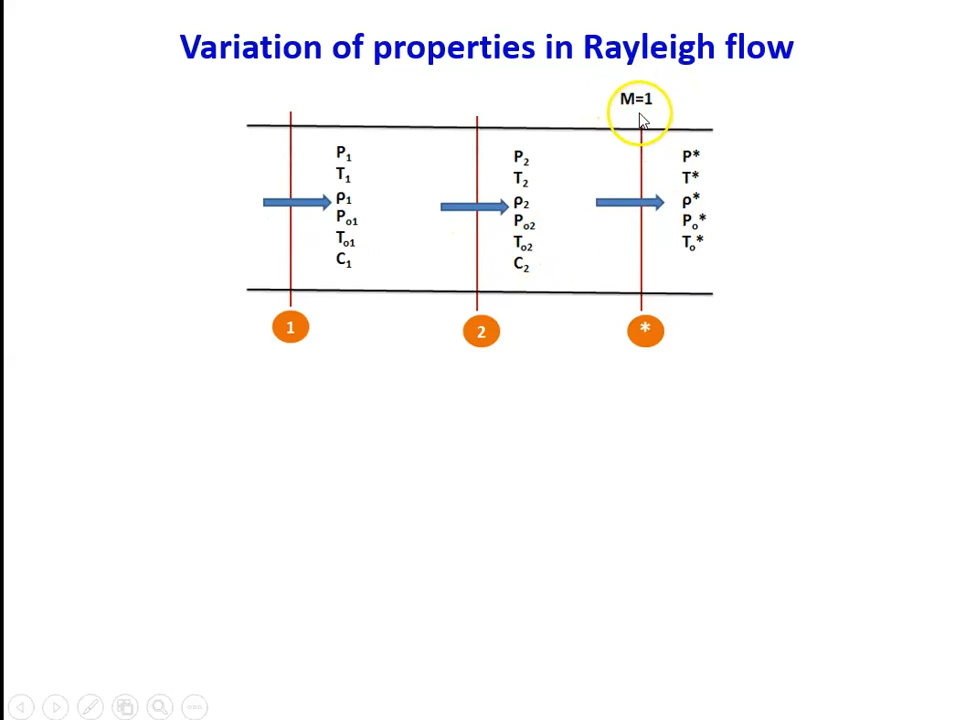 Variation of properties in Rayleigh flow
M=1
P₁
T₁
ρ₁
Pₒ₁
Tₒ₁
C₁
P₂
T₂
ρ₂
Pₒ₂
Tₒ₂
C₂
P*
T*
ρ*
Pₒ*
Tₒ*
1
2
*